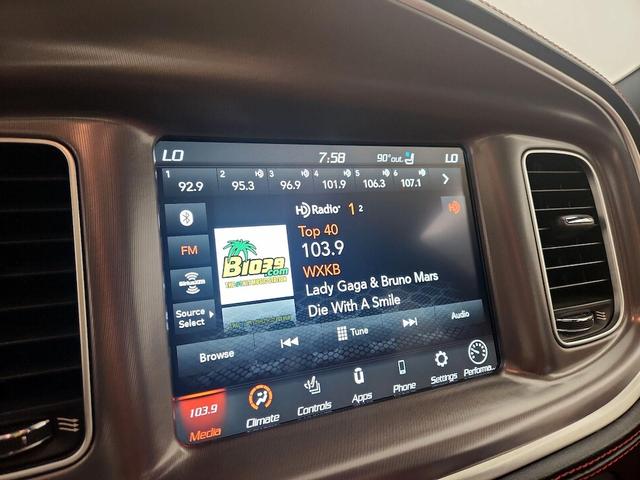 LO 7:58 90°out. LO
1 92.9 2 95.3 3 96.9 4 101.9 5 106.3 6 107.1
HD Radio 1 2
FM
Top 40
103.9
WXKB
B1039.com
Lady Gaga & Bruno Mars
Die With A Smile
SiriusXM
Source
Select
Browse Tune Audio
103.9
Media Climate Controls Apps Phone Settings Performa...